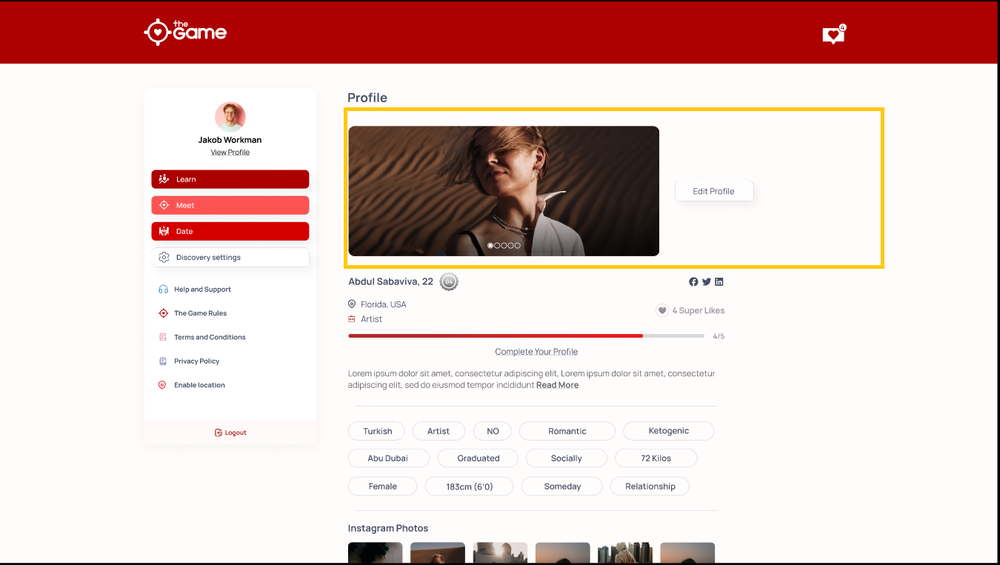 the
Game
4
Jakob Workman
View Profile
Learn
Meet
Date
Discovery settings
Help and Support
The Game Rules
Terms and Conditions
Privacy Policy
Enable location
Logout
Profile
Edit Profile
Abdul Sabaviva, 22 04
Florida, USA
4 Super Likes
Artist
4/5
Complete Your Profile
Lorem ipsum dolor sit amet, consectetur adipiscing elit, Lorem ipsum dolor sit amet, consectetur
adipiscing elit, sed do eiusmod tempor incididunt Read More
Turkish Artist NO Romantic Ketogenic
Abu Dubai Graduated Socially 72 Kilos
Female 183cm (6'0) Someday Relationship
Instagram Photos